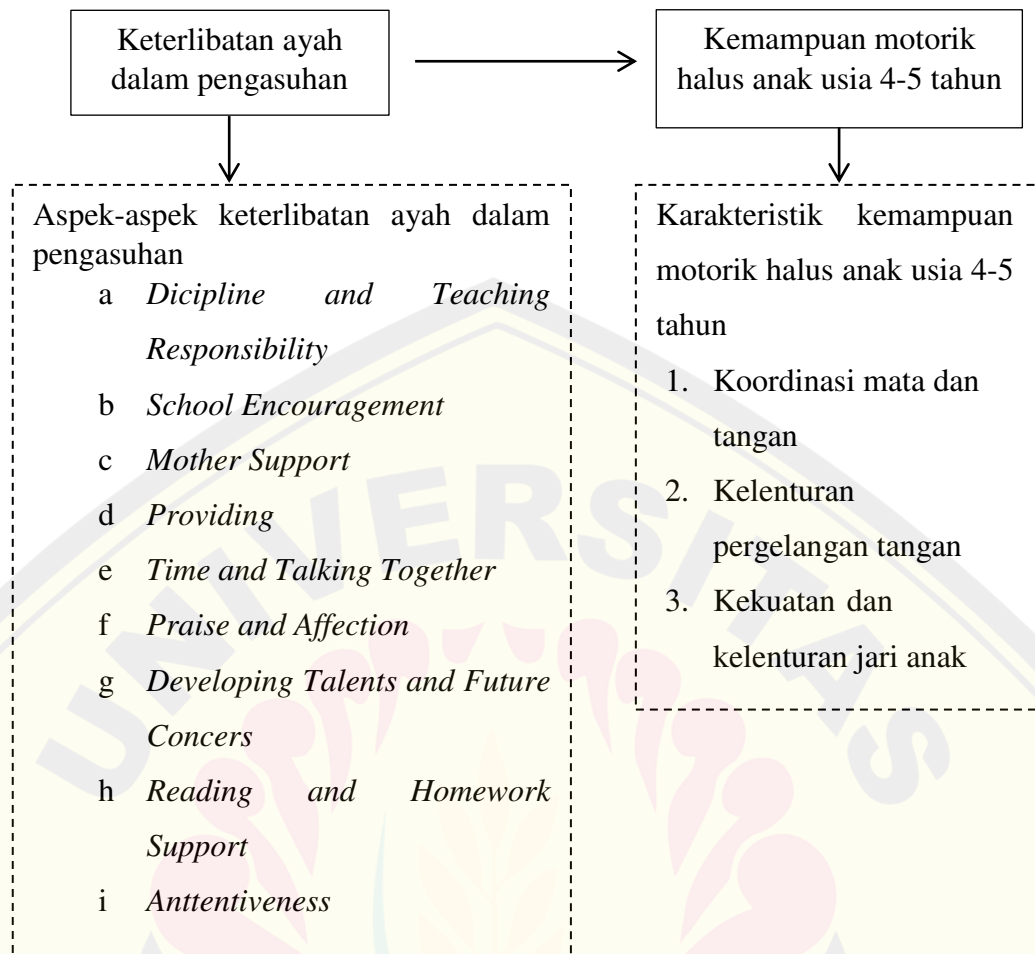 Keterlibatan ayah
dalam pengasuhan
Kemampuan motorik
halus anak usia 4-5 tahun
Aspek-aspek keterlibatan ayah dalam
pengasuhan
a Dicipline and Teaching
Responsibility
b School Encouragement
c Mother Support
d Providing
e Time and Talking Together
f Praise and Affection
g Developing Talents and Future
Concers
h Reading and Homework
Support
i Anttentiveness
Karakteristik kemampuan
motorik halus anak usia 4-5
tahun
1. Koordinasi mata dan
tangan
2. Kelenturan
pergelangan tangan
3. Kekuatan dan
kelenturan jari anak
UNIVERSITAS